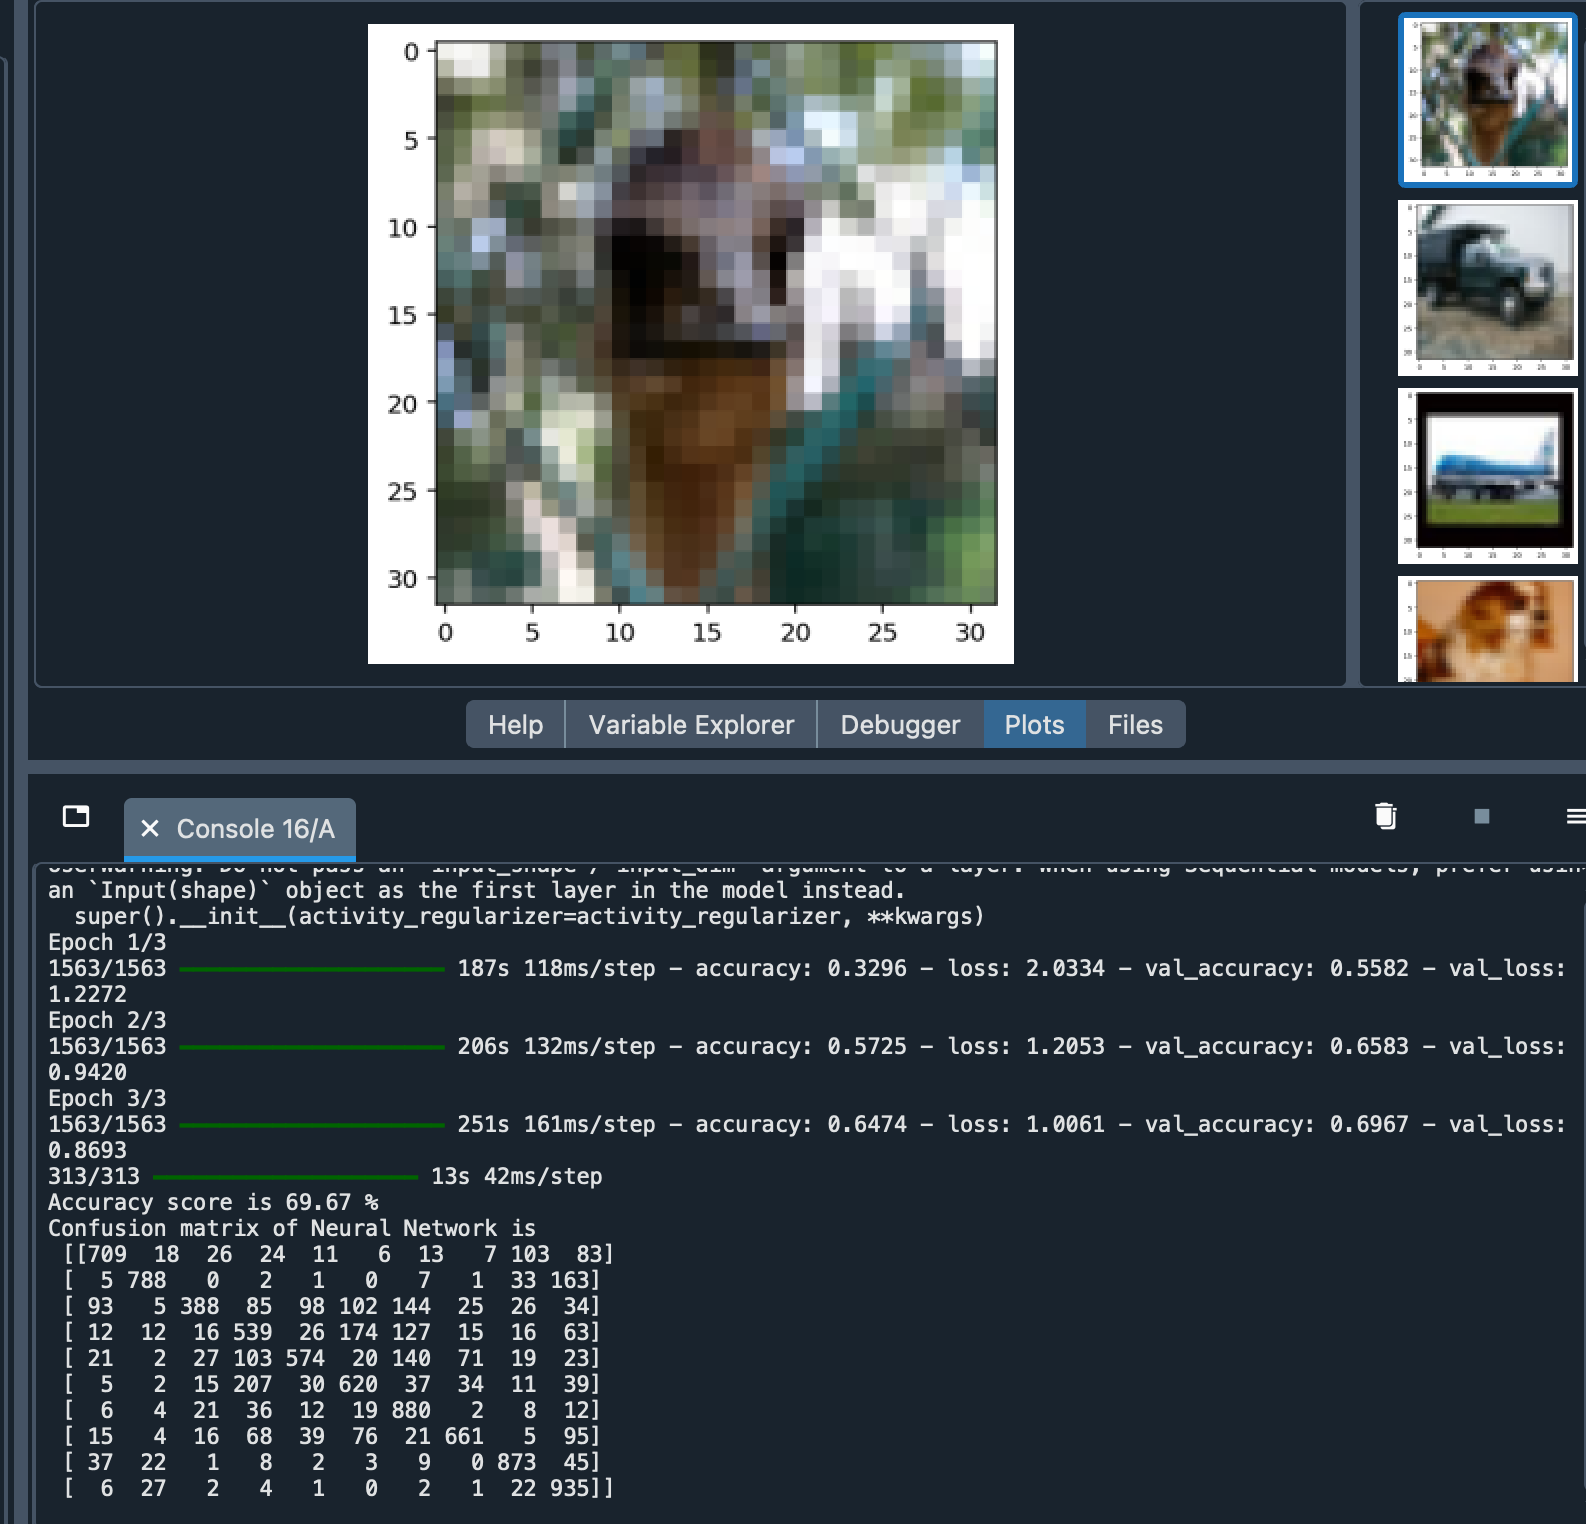 0
5
10
15
20
25
30
0 5 10 15 20 25 30
Help Variable Explorer Debugger Plots Files
Console 16/A
an `Input(shape)` object as the first layer in the model instead.
super().__init__(activity_regularizer=activity_regularizer, **kwargs)
Epoch 1/3
1563/1563 187s 118ms/step - accuracy: 0.3296 - loss: 2.0334 - val_accuracy: 0.5582 - val_loss:
1.2272
Epoch 2/3
1563/1563 206s 132ms/step - accuracy: 0.5725 - loss: 1.2053 - val_accuracy: 0.6583 - val_loss:
0.9420
Epoch 3/3
1563/1563 251s 161ms/step - accuracy: 0.6474 - loss: 1.0061 - val_accuracy: 0.6967 - val_loss:
0.8693
313/313 13s 42ms/step
Accuracy score is 69.67 %
Confusion matrix of Neural Network is
[[709 18 26 24 11 6 13 7 103 83]
[ 5 788 0 2 1 0 7 1 33 163]
[ 93 5 388 85 98 102 144 25 26 34]
[ 12 12 16 539 26 174 127 15 16 63]
[ 21 2 27 103 574 20 140 71 19 23]
[ 5 2 15 207 30 620 37 34 11 39]
[ 6 4 21 36 12 19 880 2 8 12]
[ 15 4 16 68 39 76 21 661 5 95]
[ 37 22 1 8 2 3 9 0 873 45]
[ 6 27 2 4 1 0 2 1 22 935]]